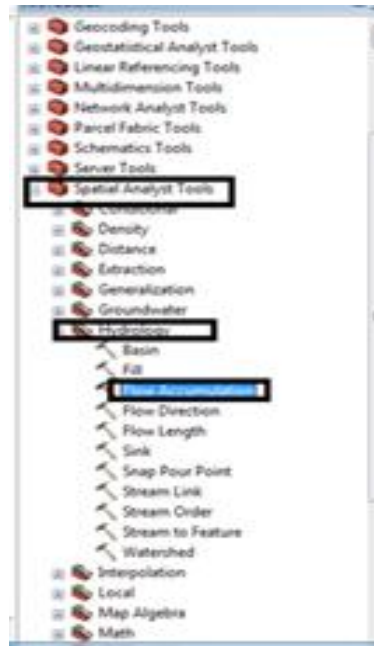 Geocoding Tools
Geostatistical Analyst Tools
Linear Referencing Tools
Multidimension Tools
Network Analyst Tools
Parcel Fabric Tools
Schematics Tools
Server Tools
Spatial Analyst Tools
Conditional
Density
Distance
Extraction
Generalization
Groundwater
Hydrology
Basin
Fill
Flow Accumulation
Flow Direction
Flow Length
Sink
Snap Pour Point
Stream Link
Stream Order
Stream to Feature
Watershed
Interpolation
Local
Map Algebra
Math